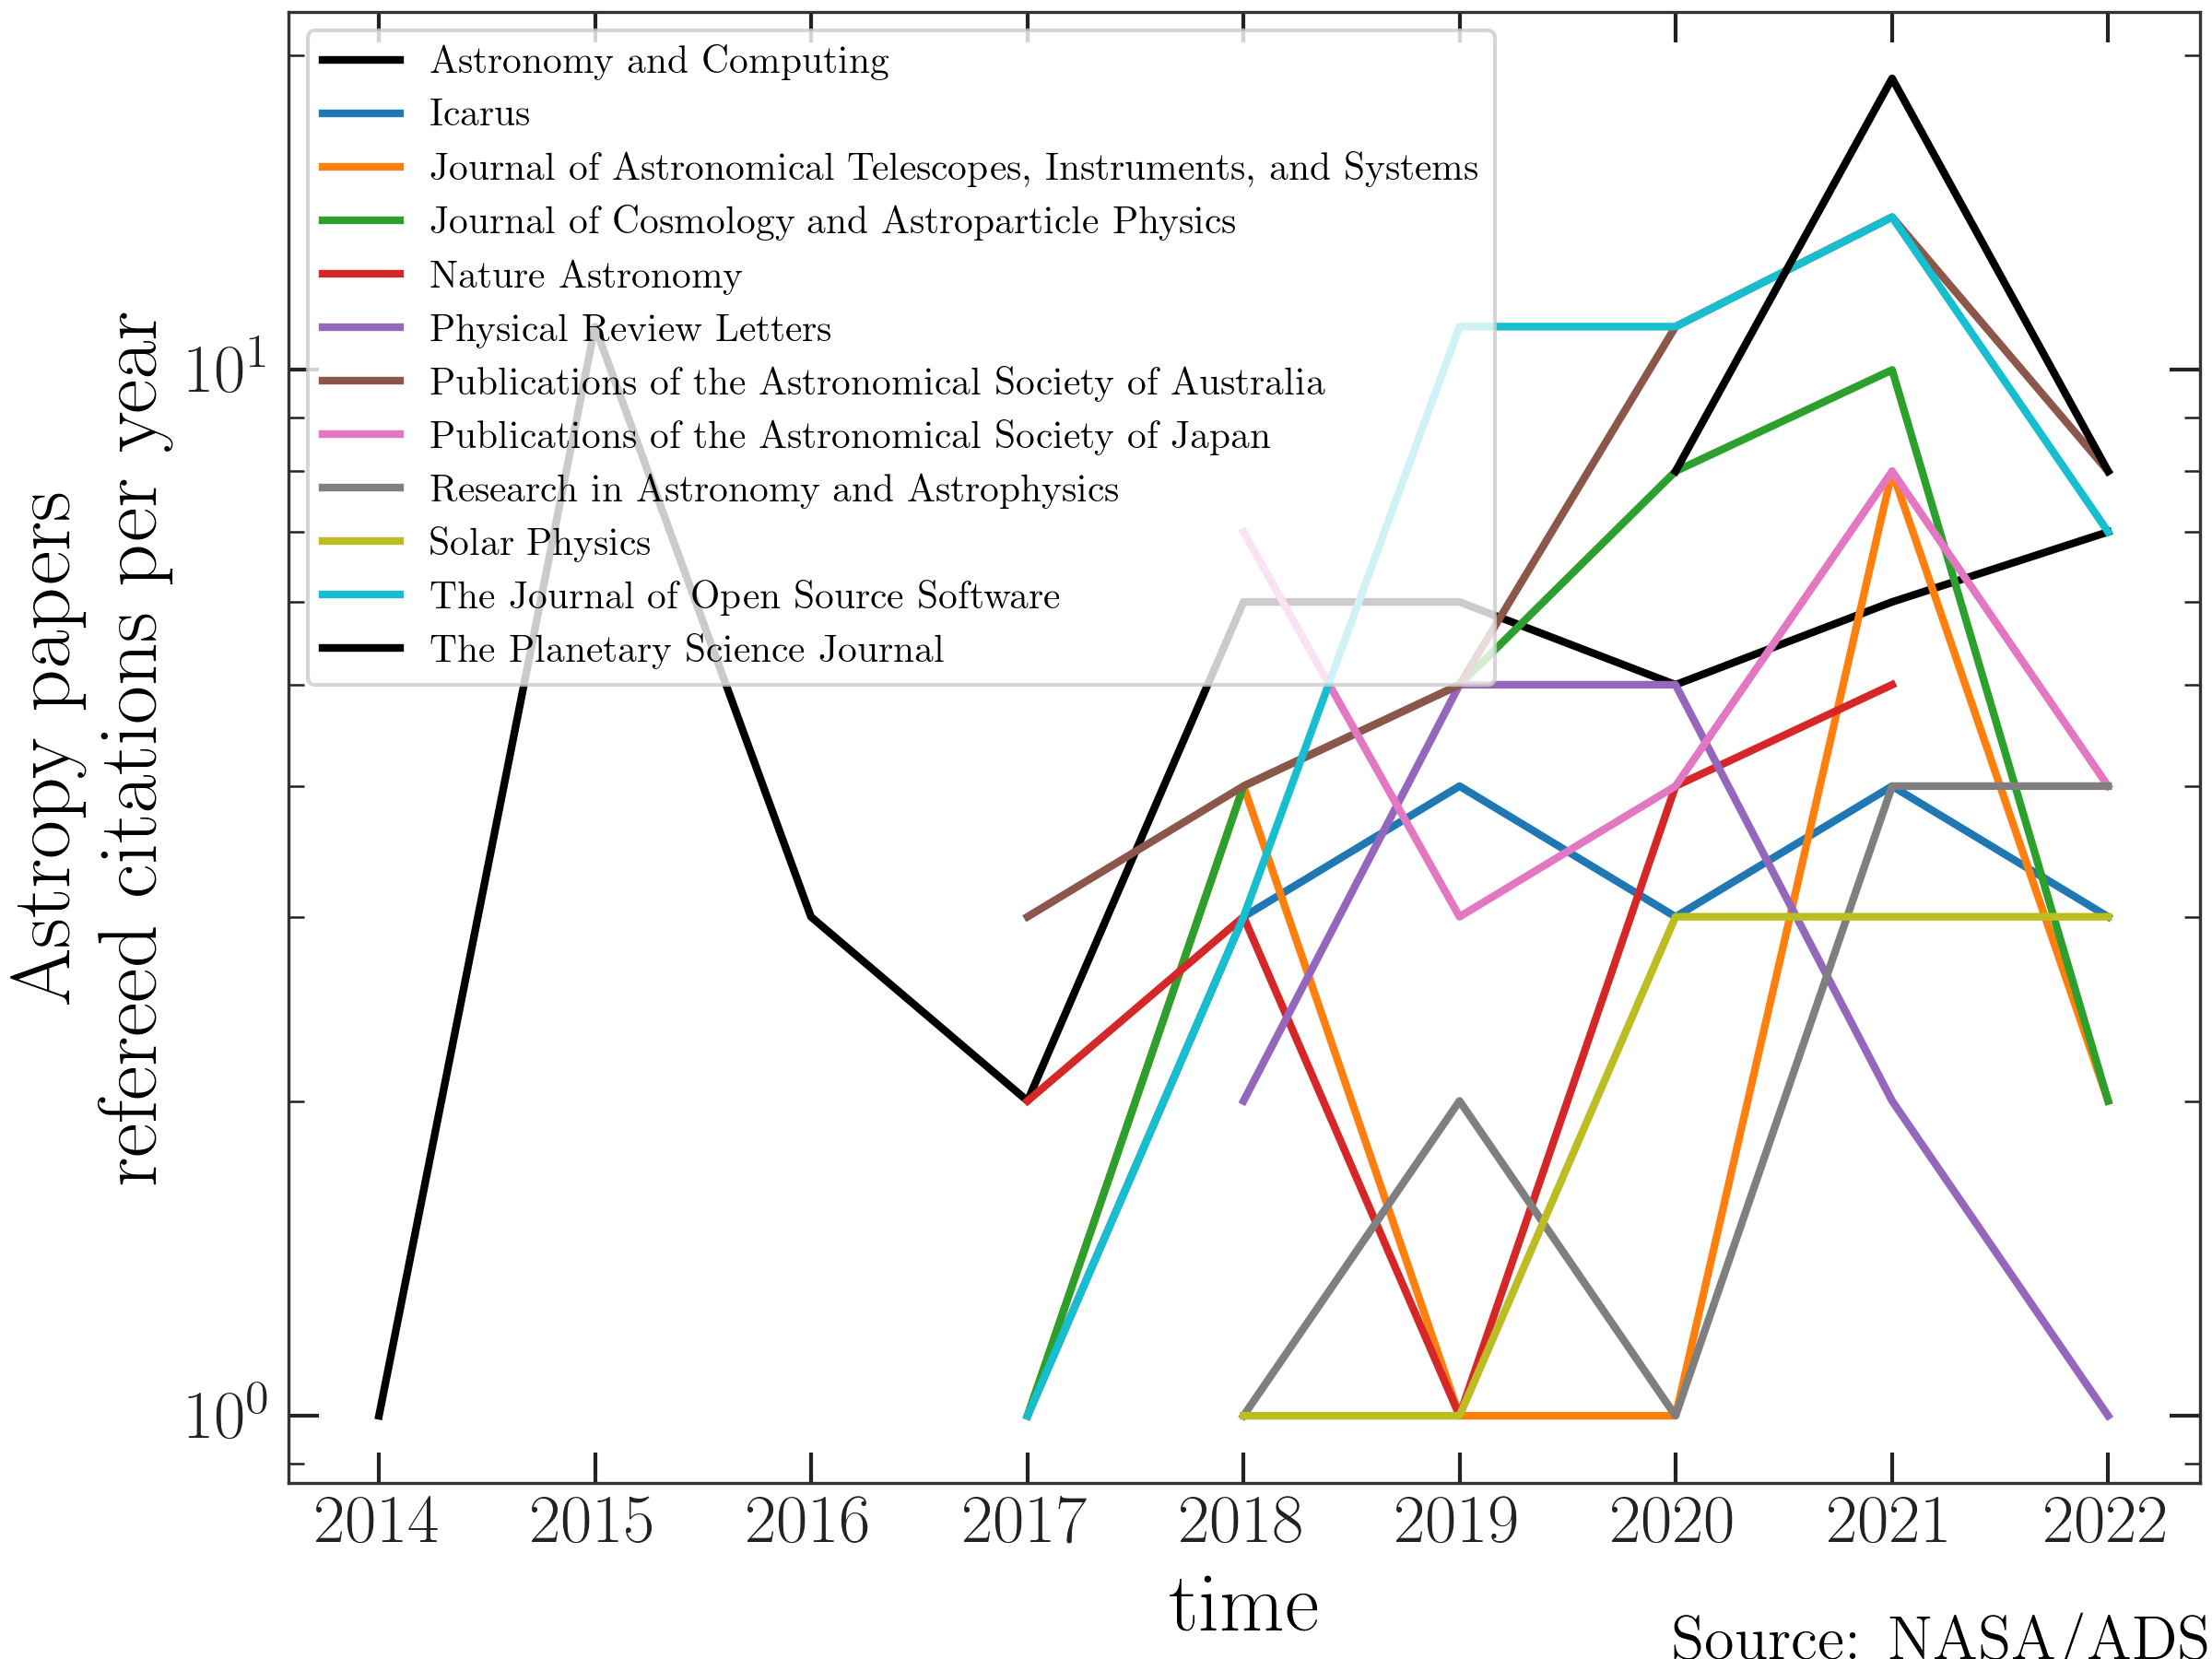 Astronomy and Computing
Icarus
Journal of Astronomical Telescopes, Instruments, and Systems
Journal of Cosmology and Astroparticle Physics
Nature Astronomy
Physical Review Letters
Publications of the Astronomical Society of Australia
Publications of the Astronomical Society of Japan
Research in Astronomy and Astrophysics
Solar Physics
The Journal of Open Source Software
The Planetary Science Journal
Astropy papers
refereed citations per year
10¹
10⁰
2014 2015 2016 2017 2018 2019 2020 2021 2022
time
Source: NASA/ADS